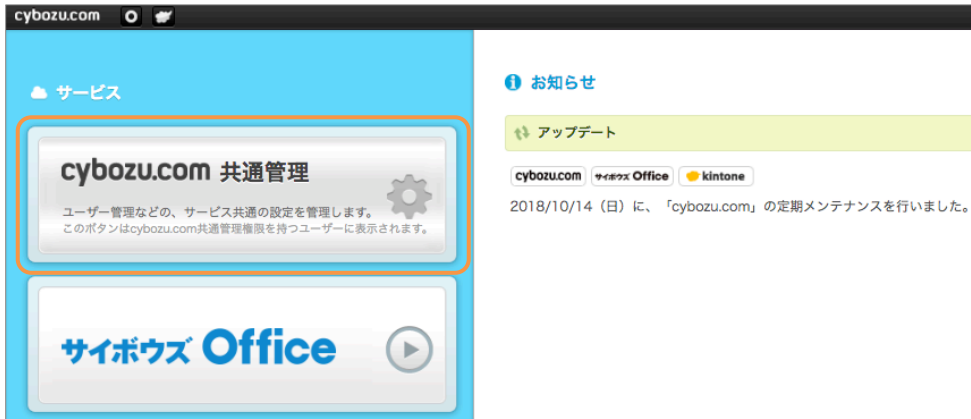 cybozu.com
サービス
cybozu.com 共通管理
ユーザー管理などの、サービス共通の設定を管理します。
このボタンはcybozu.com共通管理権限を持つユーザーに表示されます。
サイボウズ Office
お知らせ
アップデート
cybozu.com サイボウズ Office kintone
2018/10/14（日）に、「cybozu.com」の定期メンテナンスを行いました。